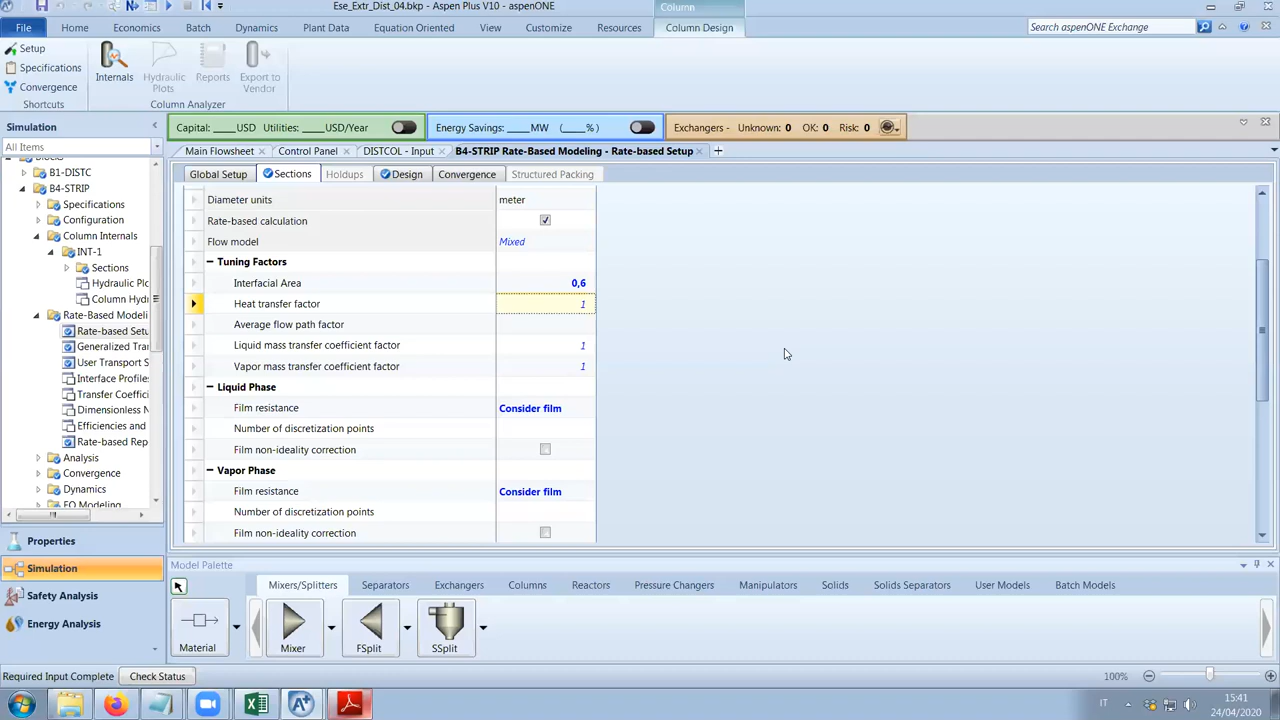 Ese_Extr_Dist_04.bkp - Aspen Plus V10 - aspenONE
Column
File Home Economics Batch Dynamics Plant Data Equation Oriented View Customize Resources Column Design Search aspenONE Exchange
Setup
Specifications
Convergence
Shortcuts
Internals
Hydraulic Plots
Reports
Export to Vendor
Column Analyzer
Simulation
All Items
Capital: ____USD Utilities: ____USD/Year
Energy Savings: ____MW (____%)
Exchangers - Unknown: 0 OK: 0 Risk: 0
Main Flowsheet Control Panel DISTCOL - Input B4-STRIP Rate-Based Modeling - Rate-based Setup
Global Setup Sections Holdups Design Convergence Structured Packing
B1-DISTC
B4-STRIP
Specifications
Configuration
Column Internals
INT-1
Sections
Hydraulic Plo
Column Hydr
Rate-Based Modeli
Rate-based Setu
Generalized Tran
User Transport S
Interface Profiles
Transfer Coeffici
Dimensionless N
Efficiencies and
Rate-based Rep
Analysis
Convergence
Dynamics
EO Modeling
Diameter units meter
Rate-based calculation
Flow model Mixed
Tuning Factors
Interfacial Area 0,6
Heat transfer factor 1
Average flow path factor
Liquid mass transfer coefficient factor 1
Vapor mass transfer coefficient factor 1
Liquid Phase
Film resistance Consider film
Number of discretization points
Film non-ideality correction
Vapor Phase
Film resistance Consider film
Number of discretization points
Film non-ideality correction
Properties
Simulation
Safety Analysis
Energy Analysis
Model Palette
Mixers/Splitters Separators Exchangers Columns Reactors Pressure Changers Manipulators Solids Solids Separators User Models Batch Models
Material
Mixer
FSplit
SSplit
Required Input Complete Check Status
100%
IT
15:41
24/04/2020